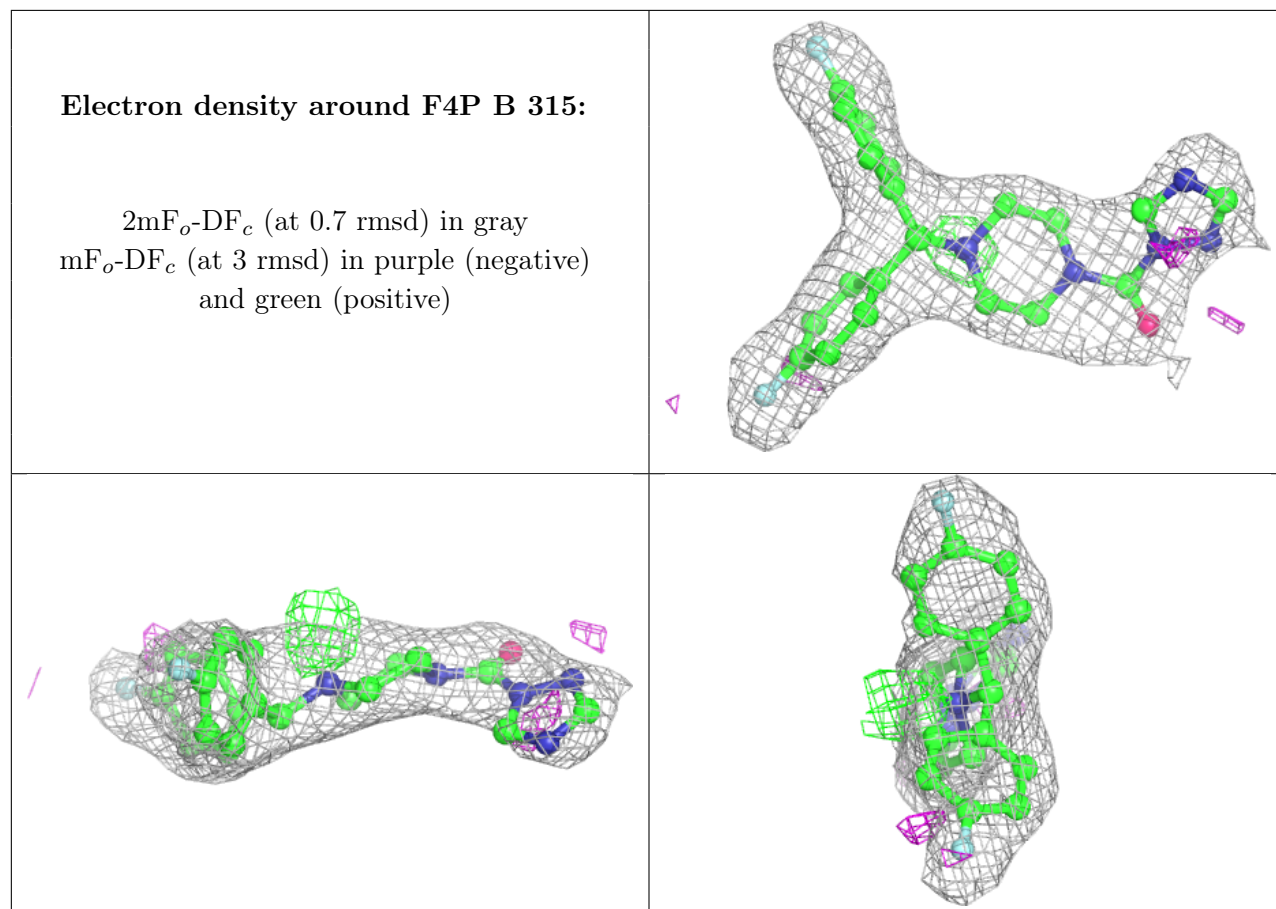 Electron density around F4P B 315:
2mFo-DFc (at 0.7 rmsd) in gray
mFo-DFc (at 3 rmsd) in purple (negative)
and green (positive)